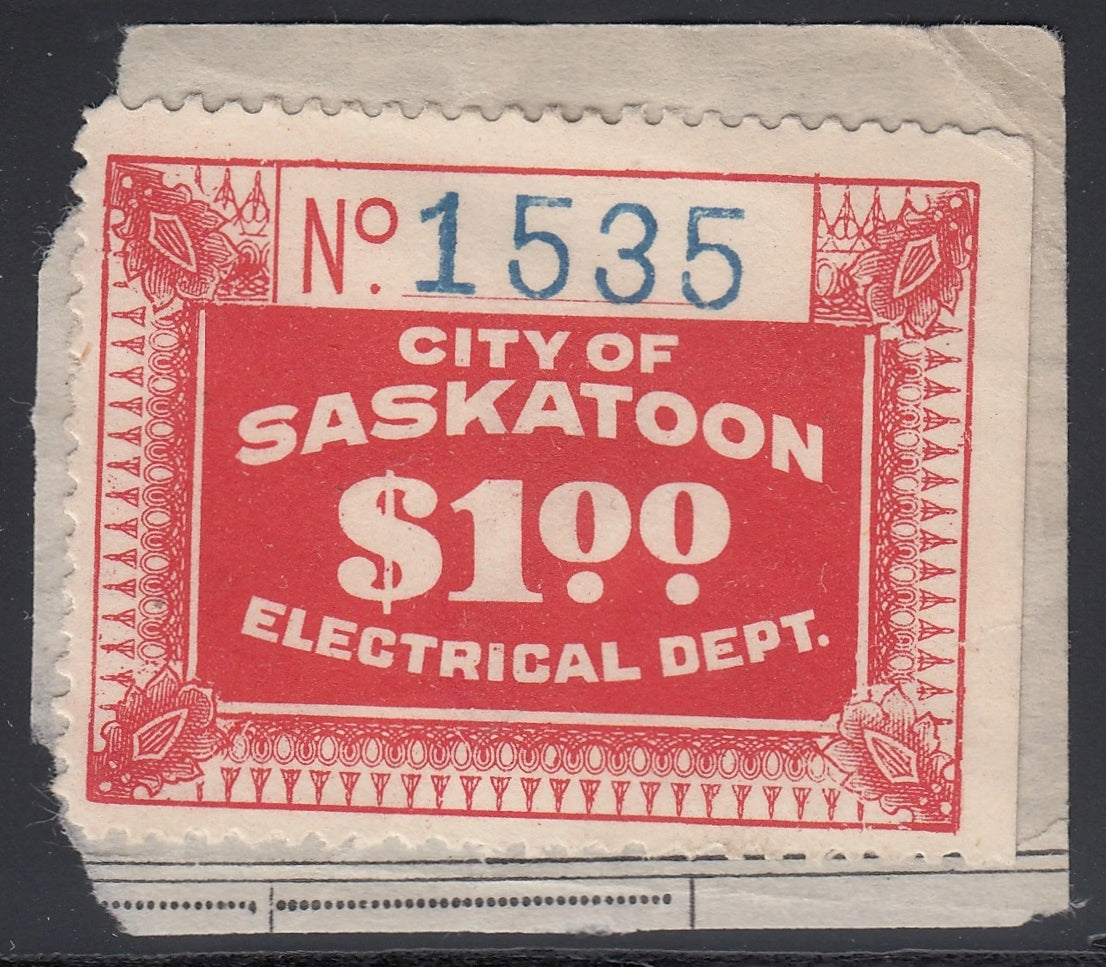 Nº. 1535
CITY OF
SASKATOON
$1.00
ELECTRICAL DEPT.